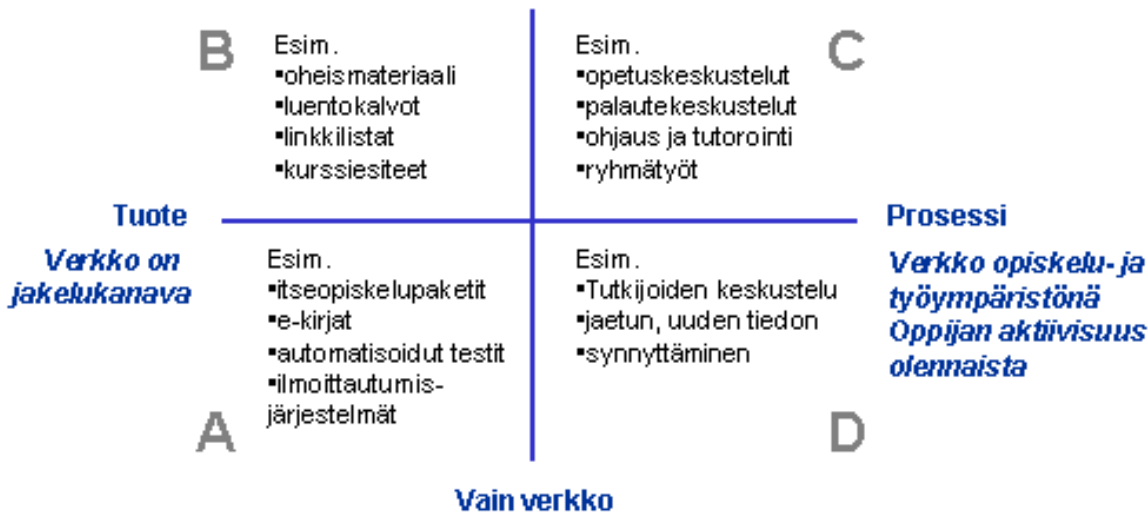 B
Esim.
▪oheismateriaali
▪luentokalvot
▪linkkilistat
▪kurssiesiteet
C
Esim.
▪opetuskeskustelut
▪palautekeskustelut
▪ohjaus ja tutorointi
▪ryhmätyöt
Tuote
Verkko on
jakelukanava
Prosessi
Verkko opiskelu- ja
työympäristönä
Oppijan aktiivisuus
olennaista
A
Esim.
▪itseopiskelupaketit
▪e-kirjat
▪automatisoidut testit
▪ilmoittautumis-
järjestelmät
D
Esim.
▪Tutkijoiden keskustelu
▪jaetun, uuden tiedon
▪synnyttäminen
Vain verkko